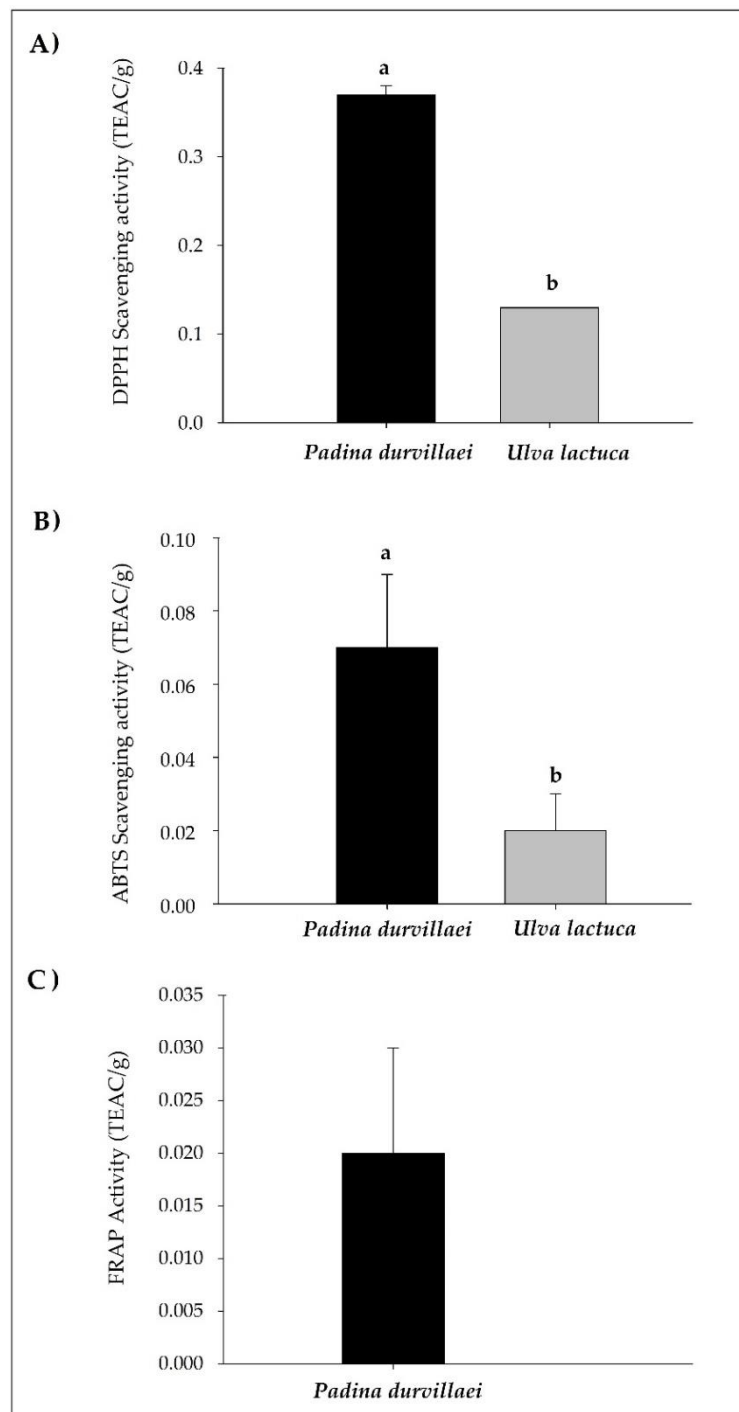 A)
DPPH Scavenging activity (TEAC/g)
0.4
0.3
0.2
0.1
0.0
a
b
Padina durvillaei Ulva lactuca
B)
ABTS Scavenging activity (TEAC/g)
0.10
0.08
0.06
0.04
0.02
0.00
a
b
Padina durvillaei Ulva lactuca
C)
FRAP Activity (TEAC/g)
0.035
0.030
0.025
0.020
0.015
0.010
0.005
0.000
Padina durvillaei